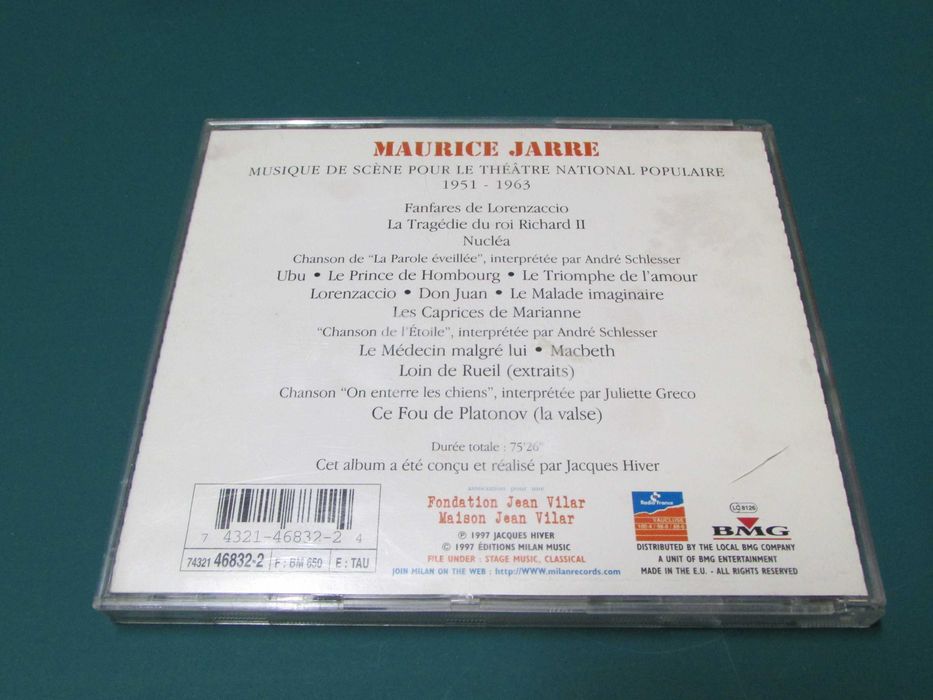 MAURICE JARRE
MUSIQUE DE SCÈNE POUR LE THÉÂTRE NATIONAL POPULAIRE
1951 - 1963
Fanfares de Lorenzaccio
La Tragédie du roi Richard II
Nucléa
Chanson de "La Parole éveillée", interprétée par André Schlesser
Ubu • Le Prince de Hombourg • Le Triomphe de l'amour
Lorenzaccio • Don Juan • Le Malade imaginaire
Les Caprices de Marianne
"Chanson de l'Étoile", interprétée par André Schlesser
Le Médecin malgré lui • Macbeth
Loin de Rueil (extraits)
Chanson "On enterre les chiens", interprétée par Juliette Greco
Ce Fou de Platonov (la valse)
Durée totale : 75'26"
Cet album a été conçu et réalisé par Jacques Hiver
association pour une
Fondation Jean Vilar
Maison Jean Vilar
℗ 1997 JACQUES HIVER
© 1997 ÉDITIONS MILAN MUSIC
FILE UNDER : STAGE MUSIC, CLASSICAL
JOIN MILAN ON THE WEB : http://www.milanrecords.com
7 4321-46832-2 4
74321 46832-2 F : BM 650 E : TAU
Radio France
VAUCLUSE
LC 8126
BMG
DISTRIBUTED BY THE LOCAL BMG COMPANY
A UNIT OF BMG ENTERTAINMENT
MADE IN THE E.U. - ALL RIGHTS RESERVED